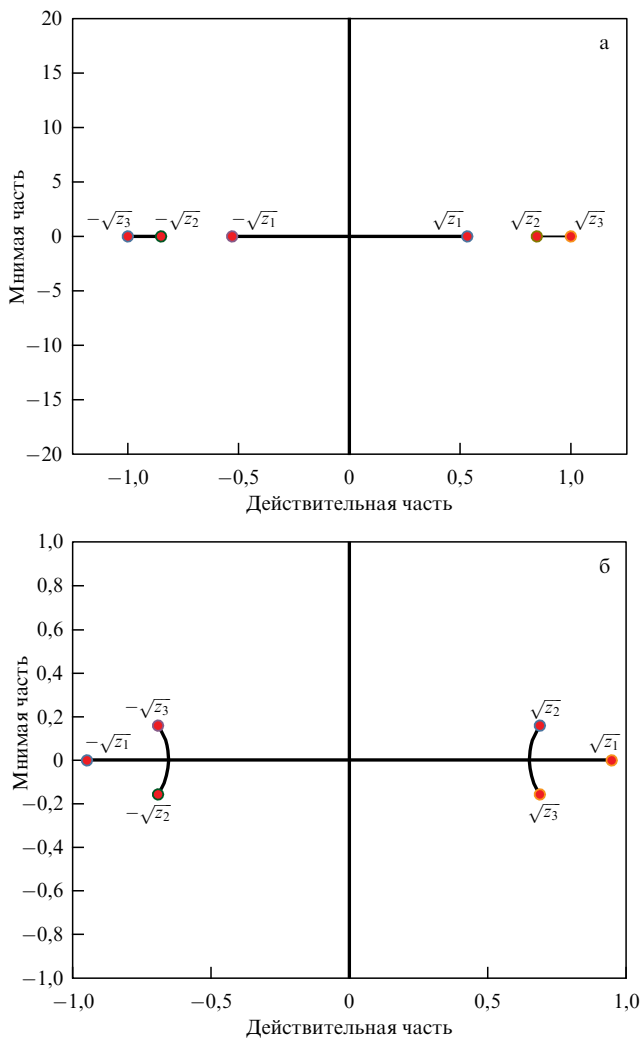 20
а
15
10
Мнимая часть
5
−√z3 −√z2 −√z1 √z1 √z2 √z3
0
−5
−10
−15
−20
−1,0 −0,5 0 0,5 1,0
Действительная часть
1,0
б
0,8
0,6
0,4
Мнимая часть
0,2
−√z3 √z2
−√z1 √z1
0
−0,2
−√z2 √z3
−0,4
−0,6
−0,8
−1,0
−1,0 −0,5 0 0,5 1,0
Действительная часть